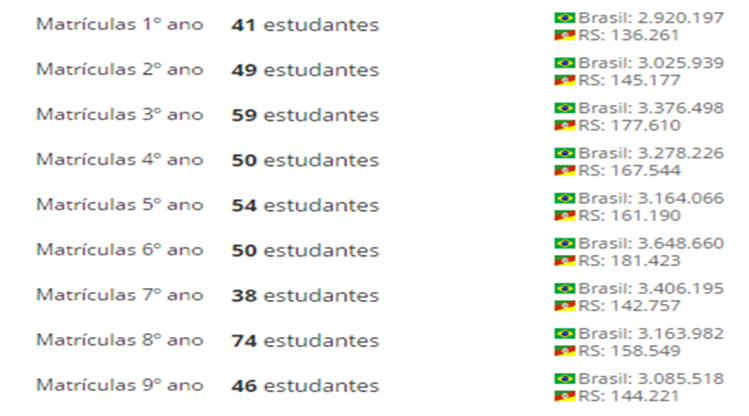 Matrículas 1º ano 41 estudantes Brasil: 2.920.197
RS: 136.261
Matrículas 2º ano 49 estudantes Brasil: 3.025.939
RS: 145.177
Matrículas 3º ano 59 estudantes Brasil: 3.376.498
RS: 177.610
Matrículas 4º ano 50 estudantes Brasil: 3.278.226
RS: 167.544
Matrículas 5º ano 54 estudantes Brasil: 3.164.066
RS: 161.190
Matrículas 6º ano 50 estudantes Brasil: 3.648.660
RS: 181.423
Matrículas 7º ano 38 estudantes Brasil: 3.406.195
RS: 142.757
Matrículas 8º ano 74 estudantes Brasil: 3.163.982
RS: 158.549
Matrículas 9º ano 46 estudantes Brasil: 3.085.518
RS: 144.221